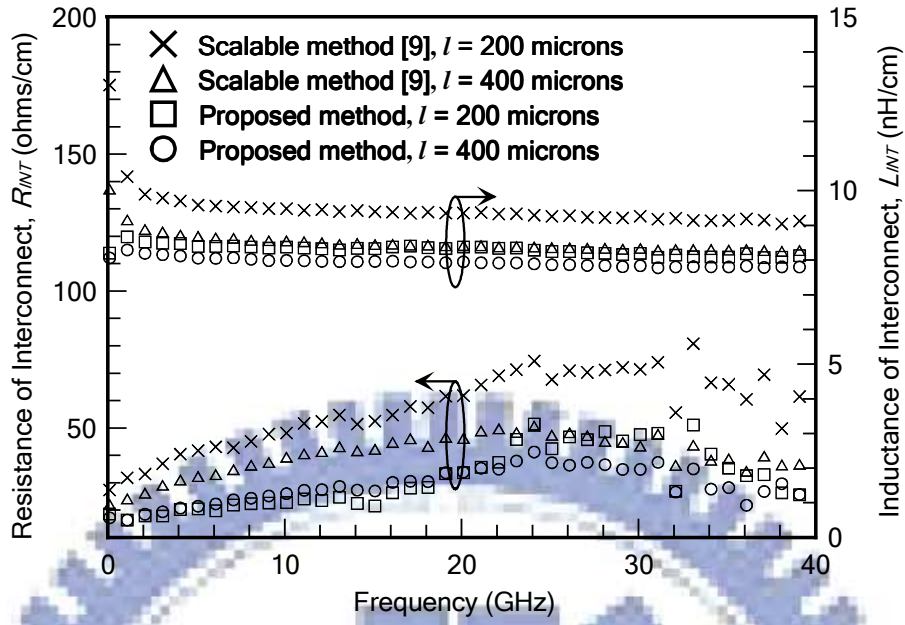 200
150
100
50
Resistance of Interconnect, R_INT (ohms/cm)
15
10
5
0
Inductance of Interconnect, L_INT (nH/cm)
Scalable method [9], l = 200 microns
Scalable method [9], l = 400 microns
Proposed method, l = 200 microns
Proposed method, l = 400 microns
0 10 20 30 40
Frequency (GHz)